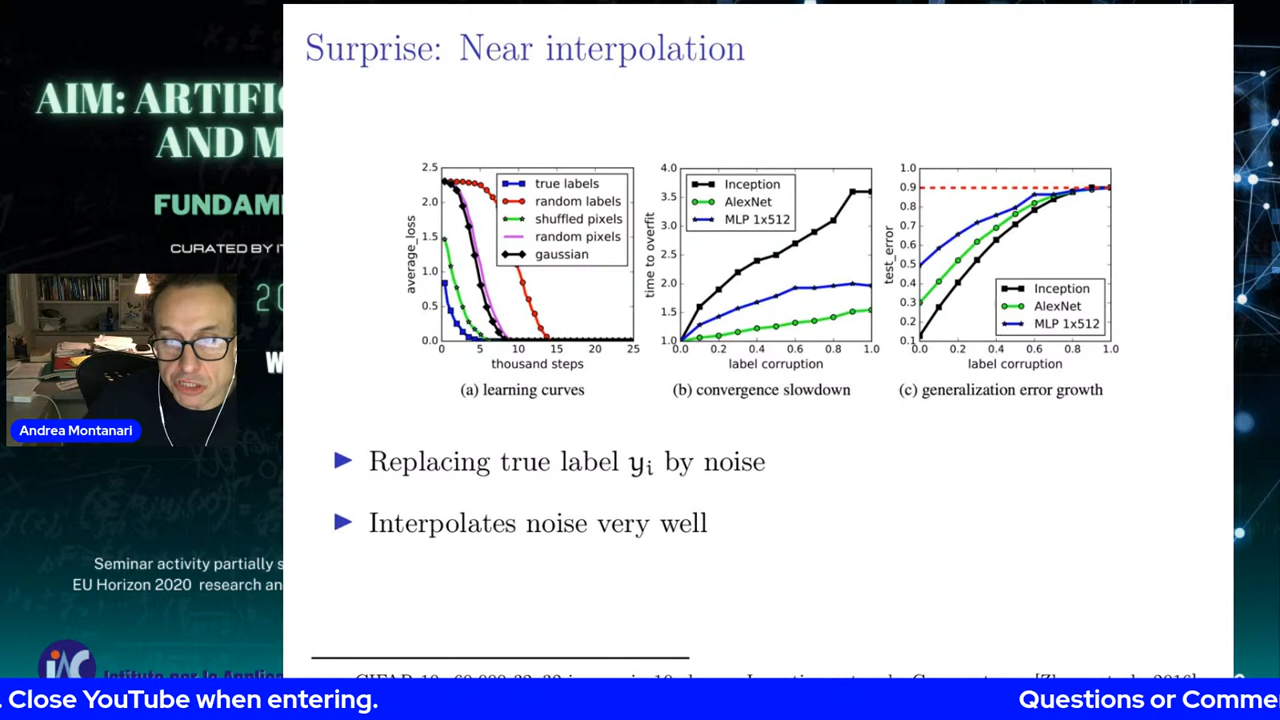 Surprise: Near interpolation
AIM: ARTIFIC
AND M
FUNDAM
CURATED BY IT
20
W
Andrea Montanari
Seminar activity partially s
EU Horizon 2020 research an
iAC
2.5
2.0
1.5
1.0
0.5
0.0
average_loss
true labels
random labels
shuffled pixels
random pixels
gaussian
0 5 10 15 20 25
thousand steps
(a) learning curves
4.0
3.5
3.0
2.5
2.0
1.5
1.0
time to overfit
Inception
AlexNet
MLP 1x512
0.0 0.2 0.4 0.6 0.8 1.0
label corruption
(b) convergence slowdown
1.0
0.9
0.8
0.7
0.6
0.5
0.4
0.3
0.2
0.1
test_error
Inception
AlexNet
MLP 1x512
0.0 0.2 0.4 0.6 0.8 1.0
label corruption
(c) generalization error growth
Replacing true label yᵢ by noise
Interpolates noise very well
. Close YouTube when entering.
Questions or Comme